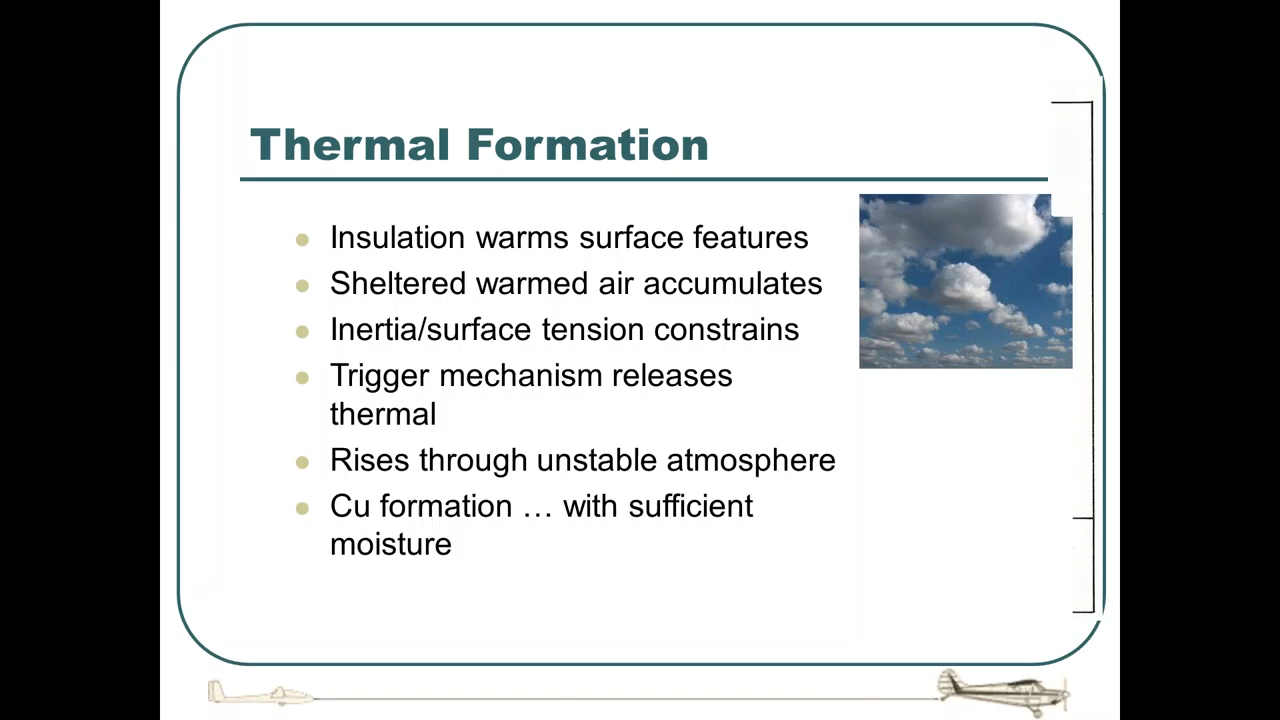 Thermal Formation
Insulation warms surface features
Sheltered warmed air accumulates
Inertia/surface tension constrains
Trigger mechanism releases
thermal
Rises through unstable atmosphere
Cu formation … with sufficient
moisture